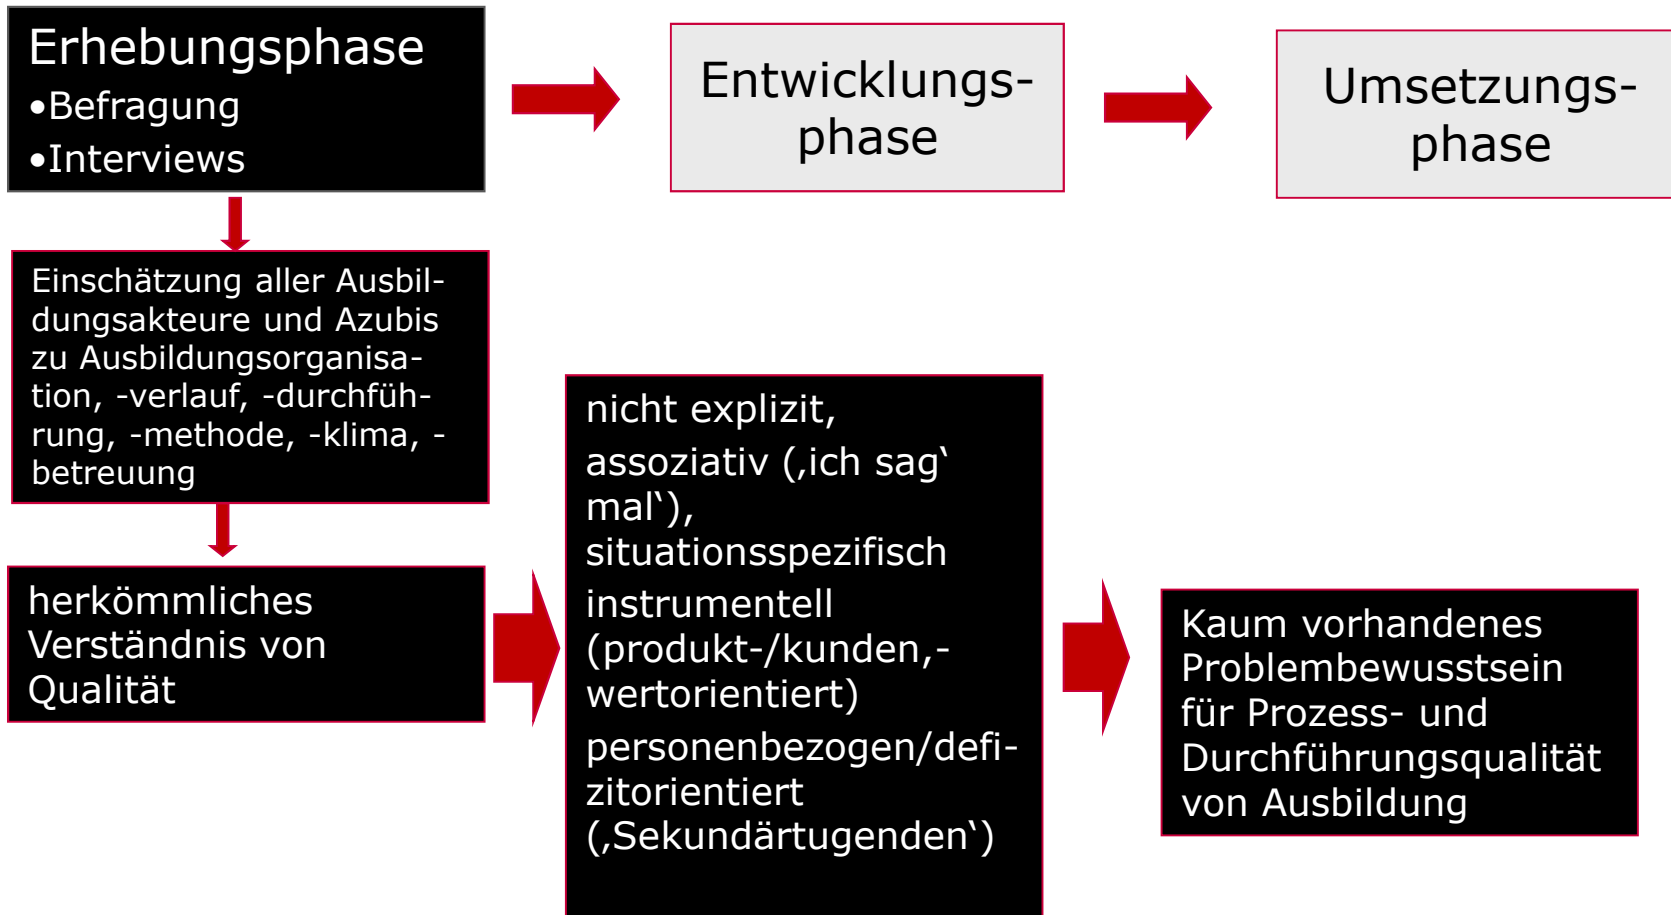 Erhebungsphase
•Befragung
•Interviews
Entwicklungs-
phase
Umsetzungs-
phase
Einschätzung aller Ausbil-
dungsakteure und Azubis
zu Ausbildungsorganisa-
tion, -verlauf, -durchfüh-
rung, -methode, -klima, -
betreuung
herkömmliches
Verständnis von
Qualität
nicht explizit,
assoziativ (‚ich sag‘
mal‘),
situationsspezifisch
instrumentell
(produkt-/kunden,-
wertorientiert)
personenbezogen/defi-
zitorientiert
(‚Sekundärtugenden‘)
Kaum vorhandenes
Problembewusstsein
für Prozess- und
Durchführungsqualität
von Ausbildung